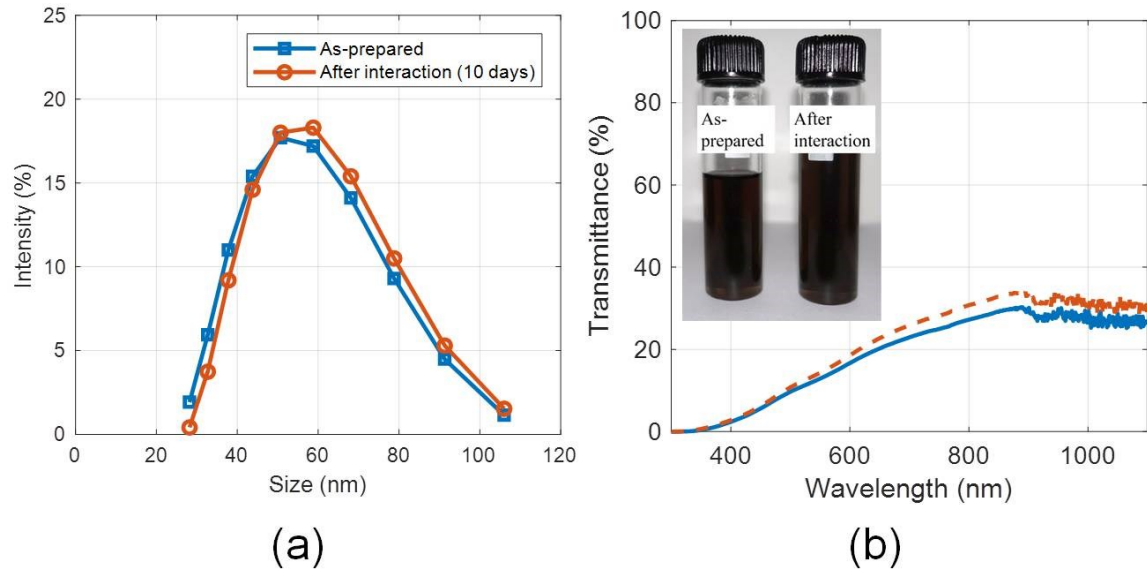 25
20
15
10
5
0
0
20
40
60
80
100
120
Intensity (%)
Size (nm)
As-prepared
After interaction (10 days)
(a)
100
80
60
40
20
0
400
600
800
1000
Transmittance (%)
Wavelength (nm)
As-
prepared
After
interaction
(b)